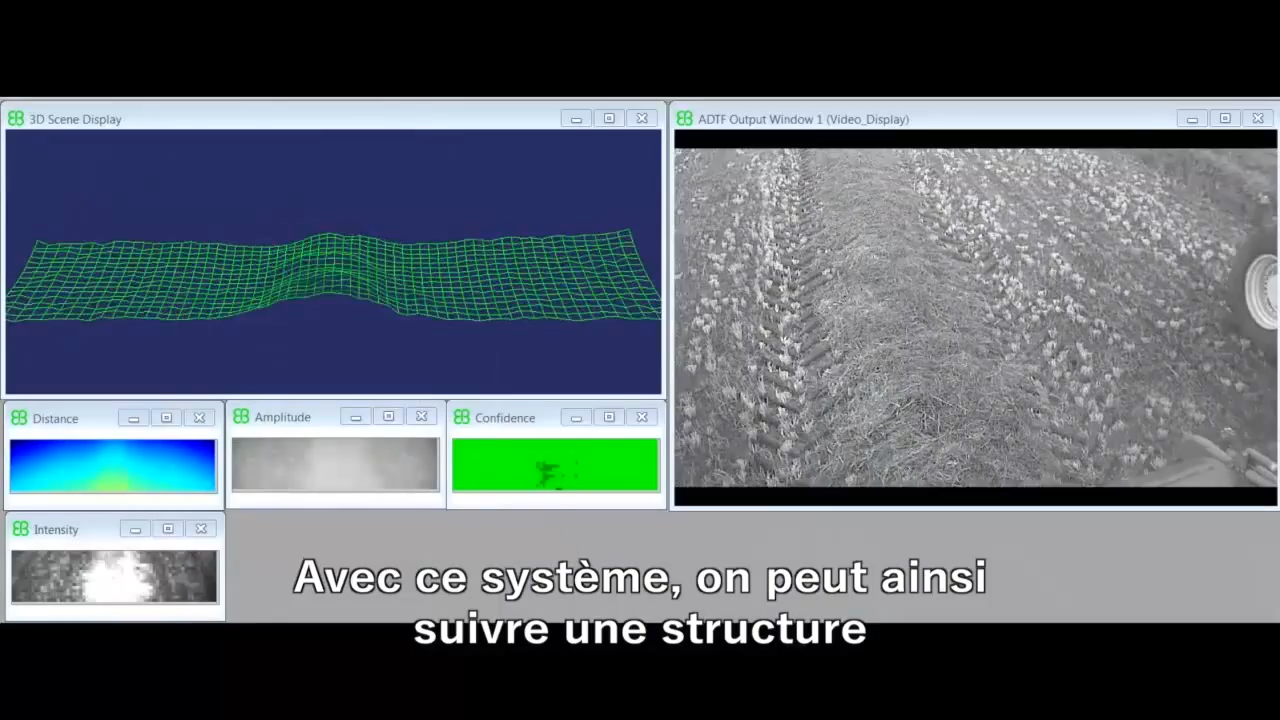 3D Scene Display
ADTF Output Window 1 (Video_Display)
Distance
Amplitude
Confidence
Intensity
Avec ce système, on peut ainsi
suivre une structure